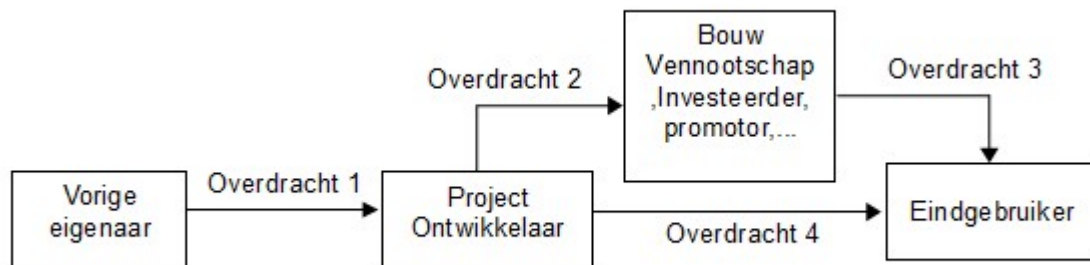 Vorige
eigenaar
Overdracht 1
Project
Ontwikkelaar
Overdracht 2
Bouw
Vennootschap
,Investeerder,
promotor,...
Overdracht 3
Overdracht 4
Eindgebruiker